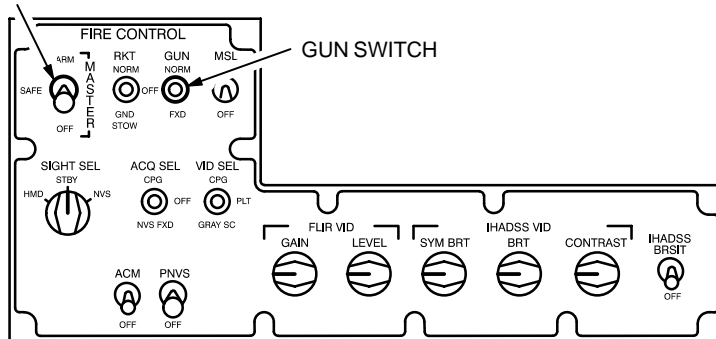 FIRE CONTROL
GUN SWITCH
ARM
SAFE
OFF
MASTER
RKT
NORM
OFF
GND
STOW
GUN
NORM
FXD
MSL
OFF
SIGHT SEL
STBY
HMD
NVS
ACQ SEL
CPG
OFF
NVS FXD
VID SEL
CPG
PLT
GRAY SC
FLIR VID
GAIN
LEVEL
IHADSS VID
SYM BRT
BRT
CONTRAST
IHADSS
BRSIT
OFF
ACM
OFF
PNVS
OFF